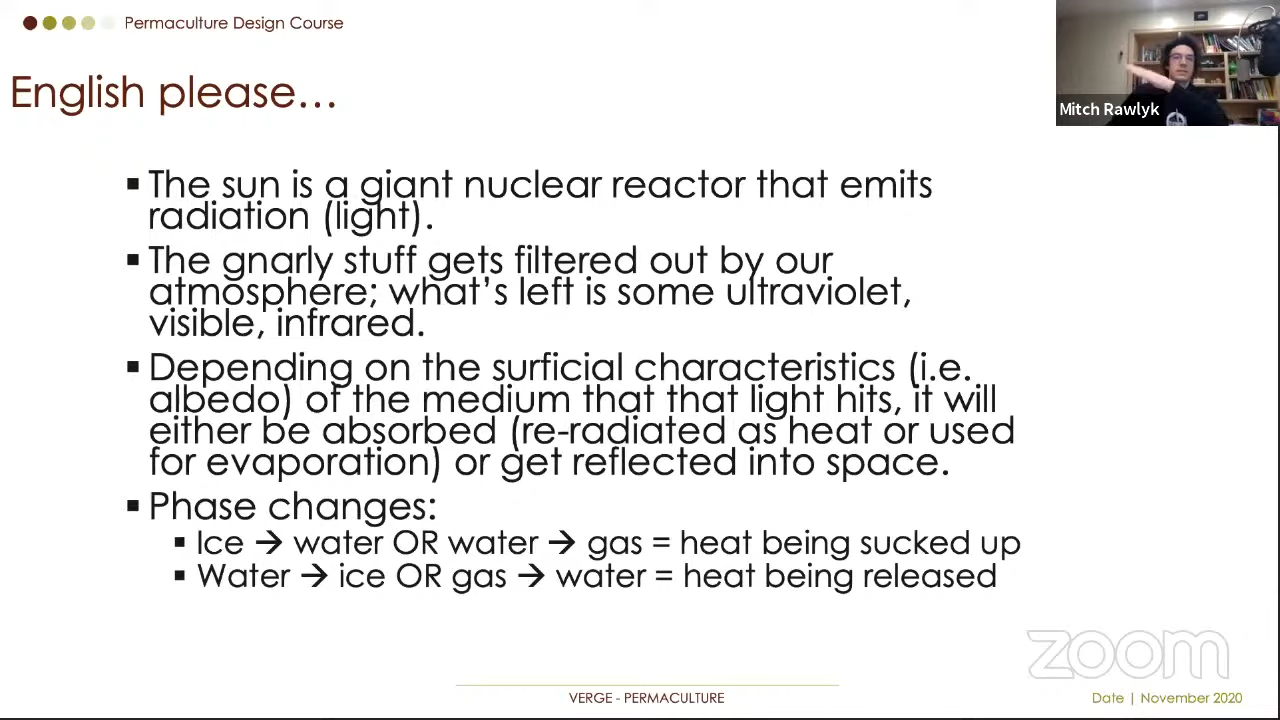 Permaculture Design Course
Mitch Rawlyk
English please…
▪ The sun is a giant nuclear reactor that emits
radiation (light).
▪ The gnarly stuff gets filtered out by our
atmosphere; what’s left is some ultraviolet,
visible, infrared.
▪ Depending on the surficial characteristics (i.e.
albedo) of the medium that that light hits, it will
either be absorbed (re-radiated as heat or used
for evaporation) or get reflected into space.
▪ Phase changes:
▪ Ice → water OR water → gas = heat being sucked up
▪ Water → ice OR gas → water = heat being released
zoom
VERGE - PERMACULTURE
Date | November 2020